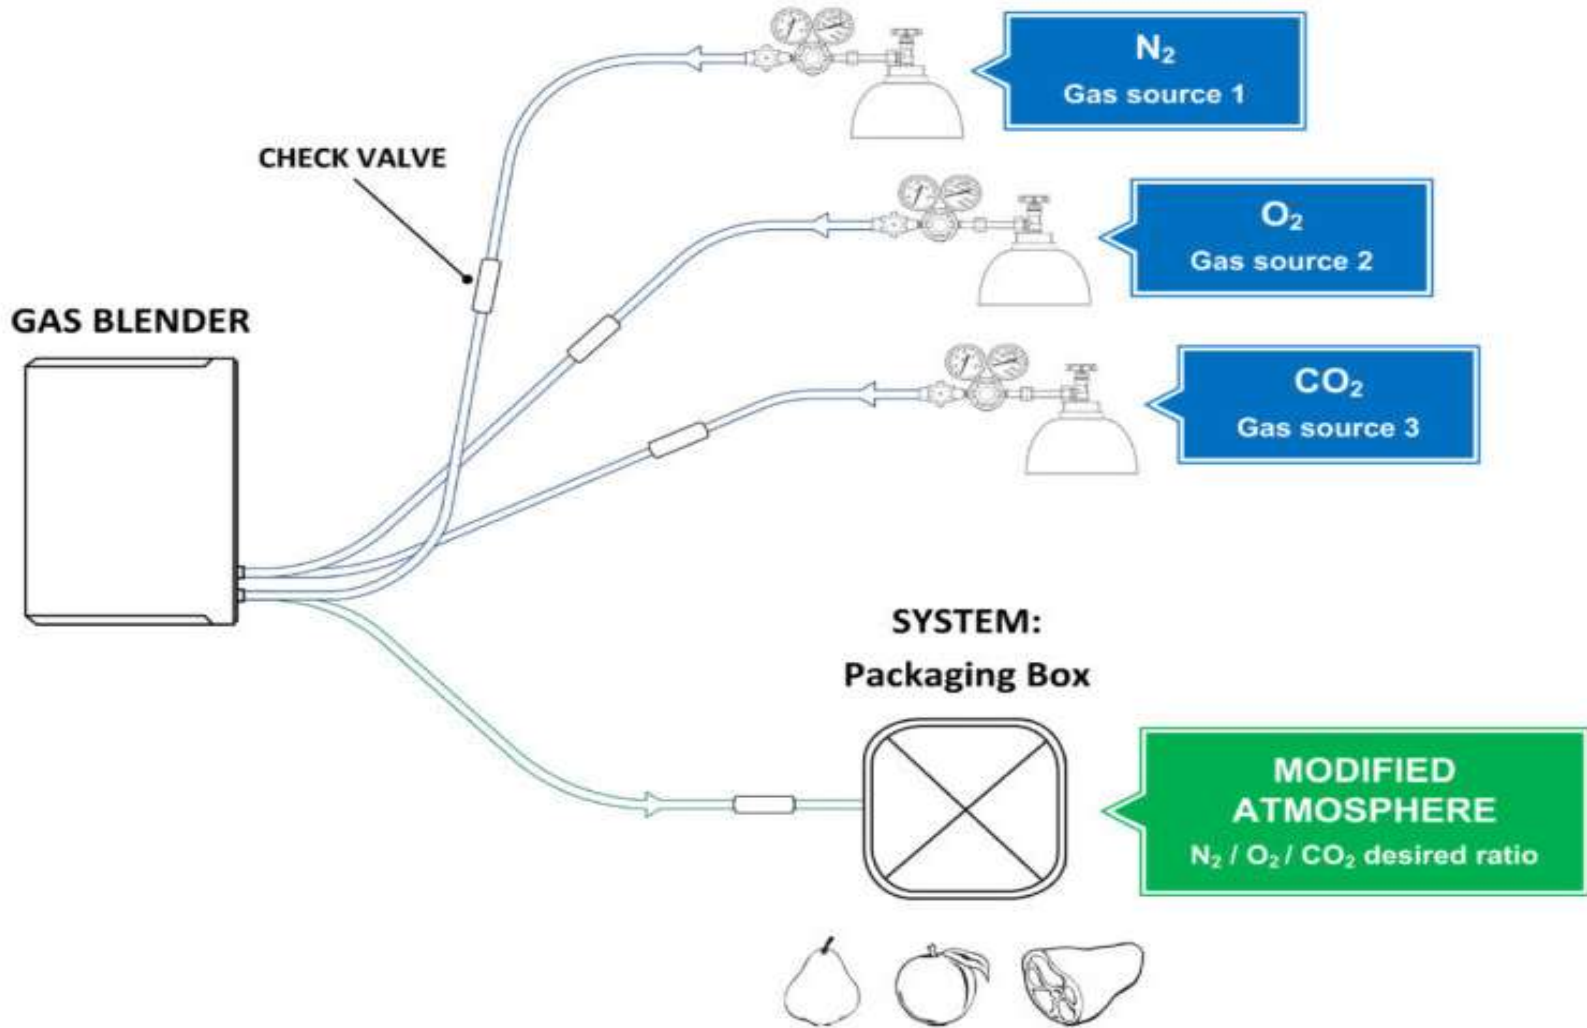 N₂
Gas source 1
CHECK VALVE
O₂
Gas source 2
GAS BLENDER
CO₂
Gas source 3
SYSTEM:
Packaging Box
MODIFIED
ATMOSPHERE
N₂ / O₂ / CO₂ desired ratio